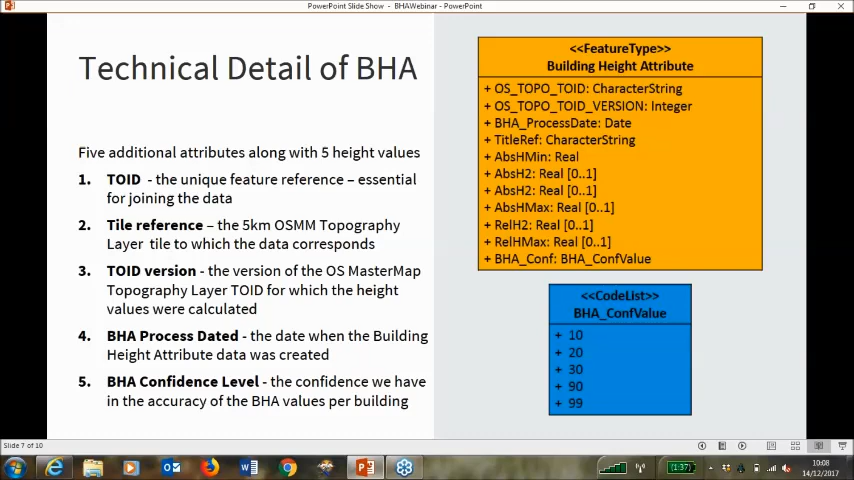 PowerPoint Slide Show - BHAWebinar - PowerPoint
Technical Detail of BHA
Five additional attributes along with 5 height values
1. TOID - the unique feature reference – essential
for joining the data
2. Tile reference – the 5km OSMM Topography
Layer tile to which the data corresponds
3. TOID version - the version of the OS MasterMap
Topography Layer TOID for which the height
values were calculated
4. BHA Process Dated - the date when the Building
Height Attribute data was created
5. BHA Confidence Level - the confidence we have
in the accuracy of the BHA values per building
<<FeatureType>>
Building Height Attribute
+ OS_TOPO_TOID: CharacterString
+ OS_TOPO_TOID_VERSION: Integer
+ BHA_ProcessDate: Date
+ TitleRef: CharacterString
+ AbsHMin: Real
+ AbsH2: Real [0..1]
+ AbsH2: Real [0..1]
+ AbsHMax: Real [0..1]
+ RelH2: Real [0..1]
+ RelHMax: Real [0..1]
+ BHA_Conf: BHA_ConfValue
<<CodeList>>
BHA_ConfValue
+ 10
+ 20
+ 30
+ 90
+ 99
Slide 7 of 10
(1:37)
10:08
14/12/2017